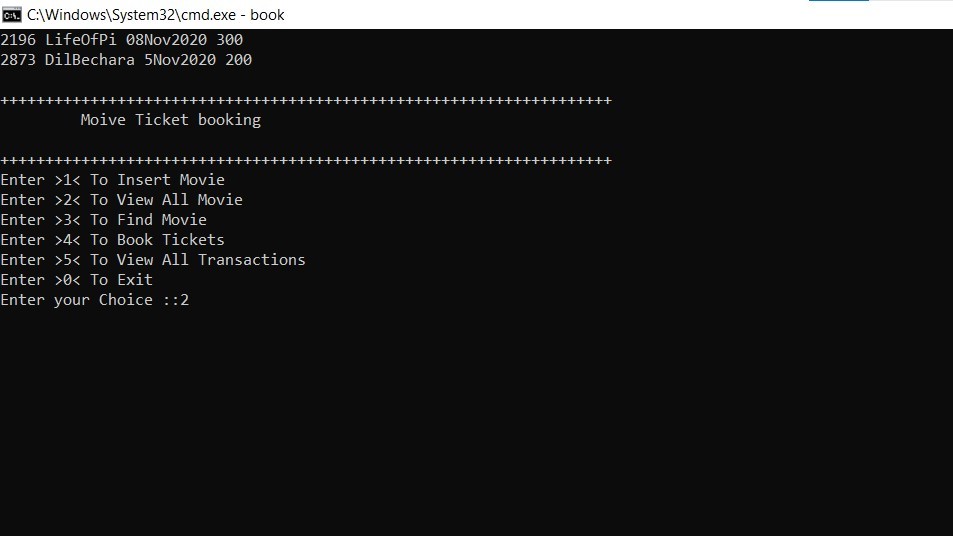 C:\Windows\System32\cmd.exe - book
2196 LifeOfPi 08Nov2020 300
2873 DilBechara 5Nov2020 200
++++++++++++++++++++++++++++++++++++++++++++++++++++++++++++++++++++
Moive Ticket booking
++++++++++++++++++++++++++++++++++++++++++++++++++++++++++++++++++++
Enter >1< To Insert Movie
Enter >2< To View All Movie
Enter >3< To Find Movie
Enter >4< To Book Tickets
Enter >5< To View All Transactions
Enter >0< To Exit
Enter your Choice ::2